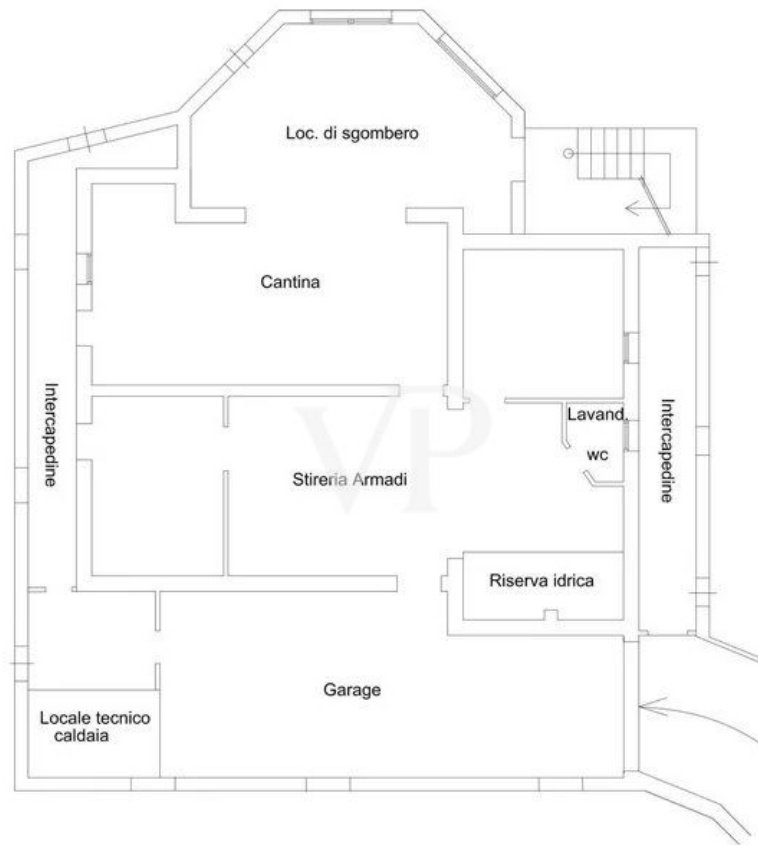 Loc. di sgombero
Cantina
Intercapedine
Lavand.
wc
Intercapedine
VP
Stireria Armadi
Riserva idrica
Garage
Locale tecnico
caldaia